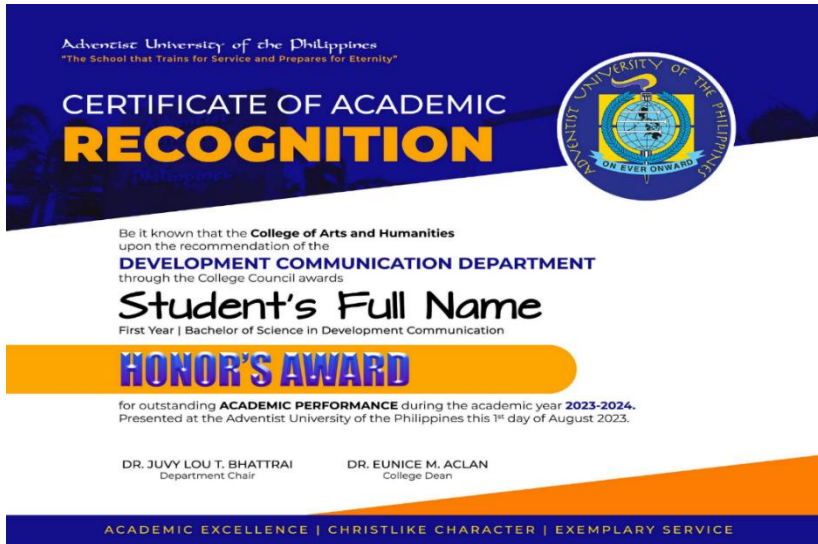 Adventist University of the Philippines
"The School that Trains for Service and Prepares for Eternity"
CERTIFICATE OF ACADEMIC
RECOGNITION
Philippines
ADVENTIST UNIVERSITY OF THE PHILIPPINES
ON EVER ONWARD
Be it known that the College of Arts and Humanities
upon the recommendation of the
DEVELOPMENT COMMUNICATION DEPARTMENT
through the College Council awards
Student's Full Name
First Year | Bachelor of Science in Development Communication
HONOR'S AWARD
for outstanding ACADEMIC PERFORMANCE during the academic year 2023-2024.
Presented at the Adventist University of the Philippines this 1st day of August 2023.
DR. JUVY LOU T. BHATTRAI
Department Chair
DR. EUNICE M. ACLAN
College Dean
ACADEMIC EXCELLENCE | CHRISTLIKE CHARACTER | EXEMPLARY SERVICE